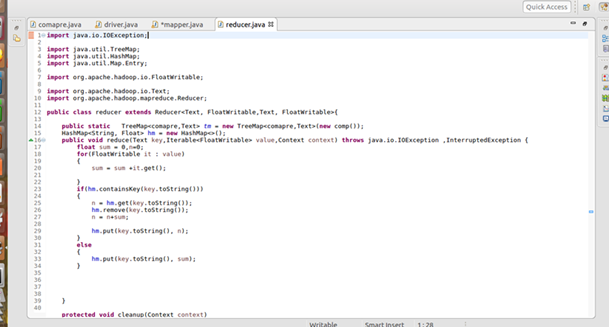 Quick Access
comapre.java driver.java *mapper.java reducer.java
1 import java.io.IOException;
2
3 import java.util.TreeMap;
4 import java.util.HashMap;
5 import java.util.Map.Entry;
6
7 import org.apache.hadoop.io.FloatWritable;
8
9 import org.apache.hadoop.io.Text;
10 import org.apache.hadoop.mapreduce.Reducer;
11
12 public class reducer extends Reducer<Text, FloatWritable,Text, FloatWritable>{
13
14 public static TreeMap<comapre,Text> tm = new TreeMap<comapre,Text>(new comp());
15 HashMap<String, Float> hm = new HashMap<>();
16 public void reduce(Text key,Iterable<FloatWritable> value,Context context) throws java.io.IOException ,InterruptedException {
17 float sum = 0,n=0;
18 for(FloatWritable it : value)
19 {
20 sum = sum +it.get();
21
22 }
23 if(hm.containsKey(key.toString()))
24 {
25 n = hm.get(key.toString());
26 hm.remove(key.toString());
27 n = n+sum;
28
29 hm.put(key.toString(), n);
30 }
31 else
32 {
33 hm.put(key.toString(), sum);
34 }
35
36
37
38
39 }
40
protected void cleanup(Context context)
Writable Smart Insert 1 : 28